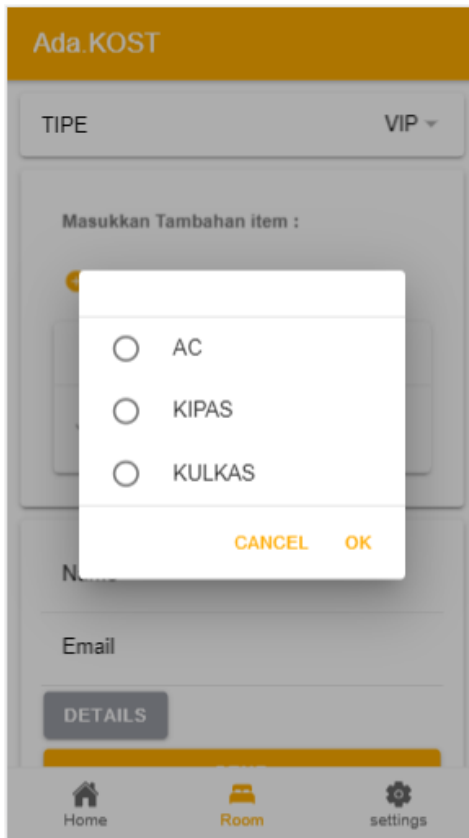 Ada.KOST
TIPE VIP
Masukkan Tambahan item :
AC
KIPAS
KULKAS
CANCEL OK
Email
DETAILS
Home Room settings